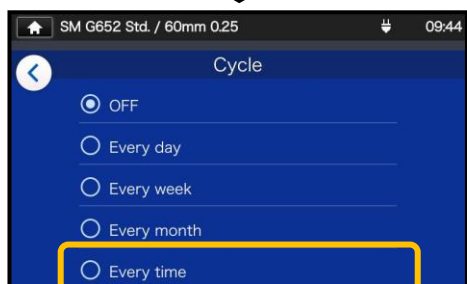 SM G652 Std. / 60mm 0.25
09:44
Cycle
OFF
Every day
Every week
Every month
Every time